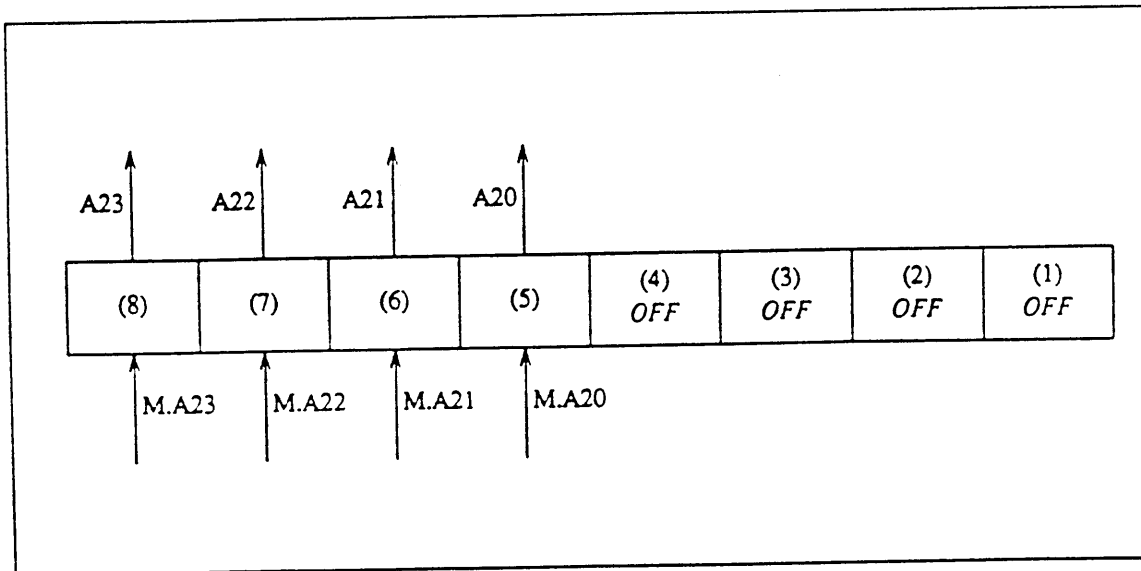 A23 A22 A21 A20
(8) (7) (6) (5) (4) (3) (2) (1)
OFF OFF OFF OFF
M.A23 M.A22 M.A21 M.A20